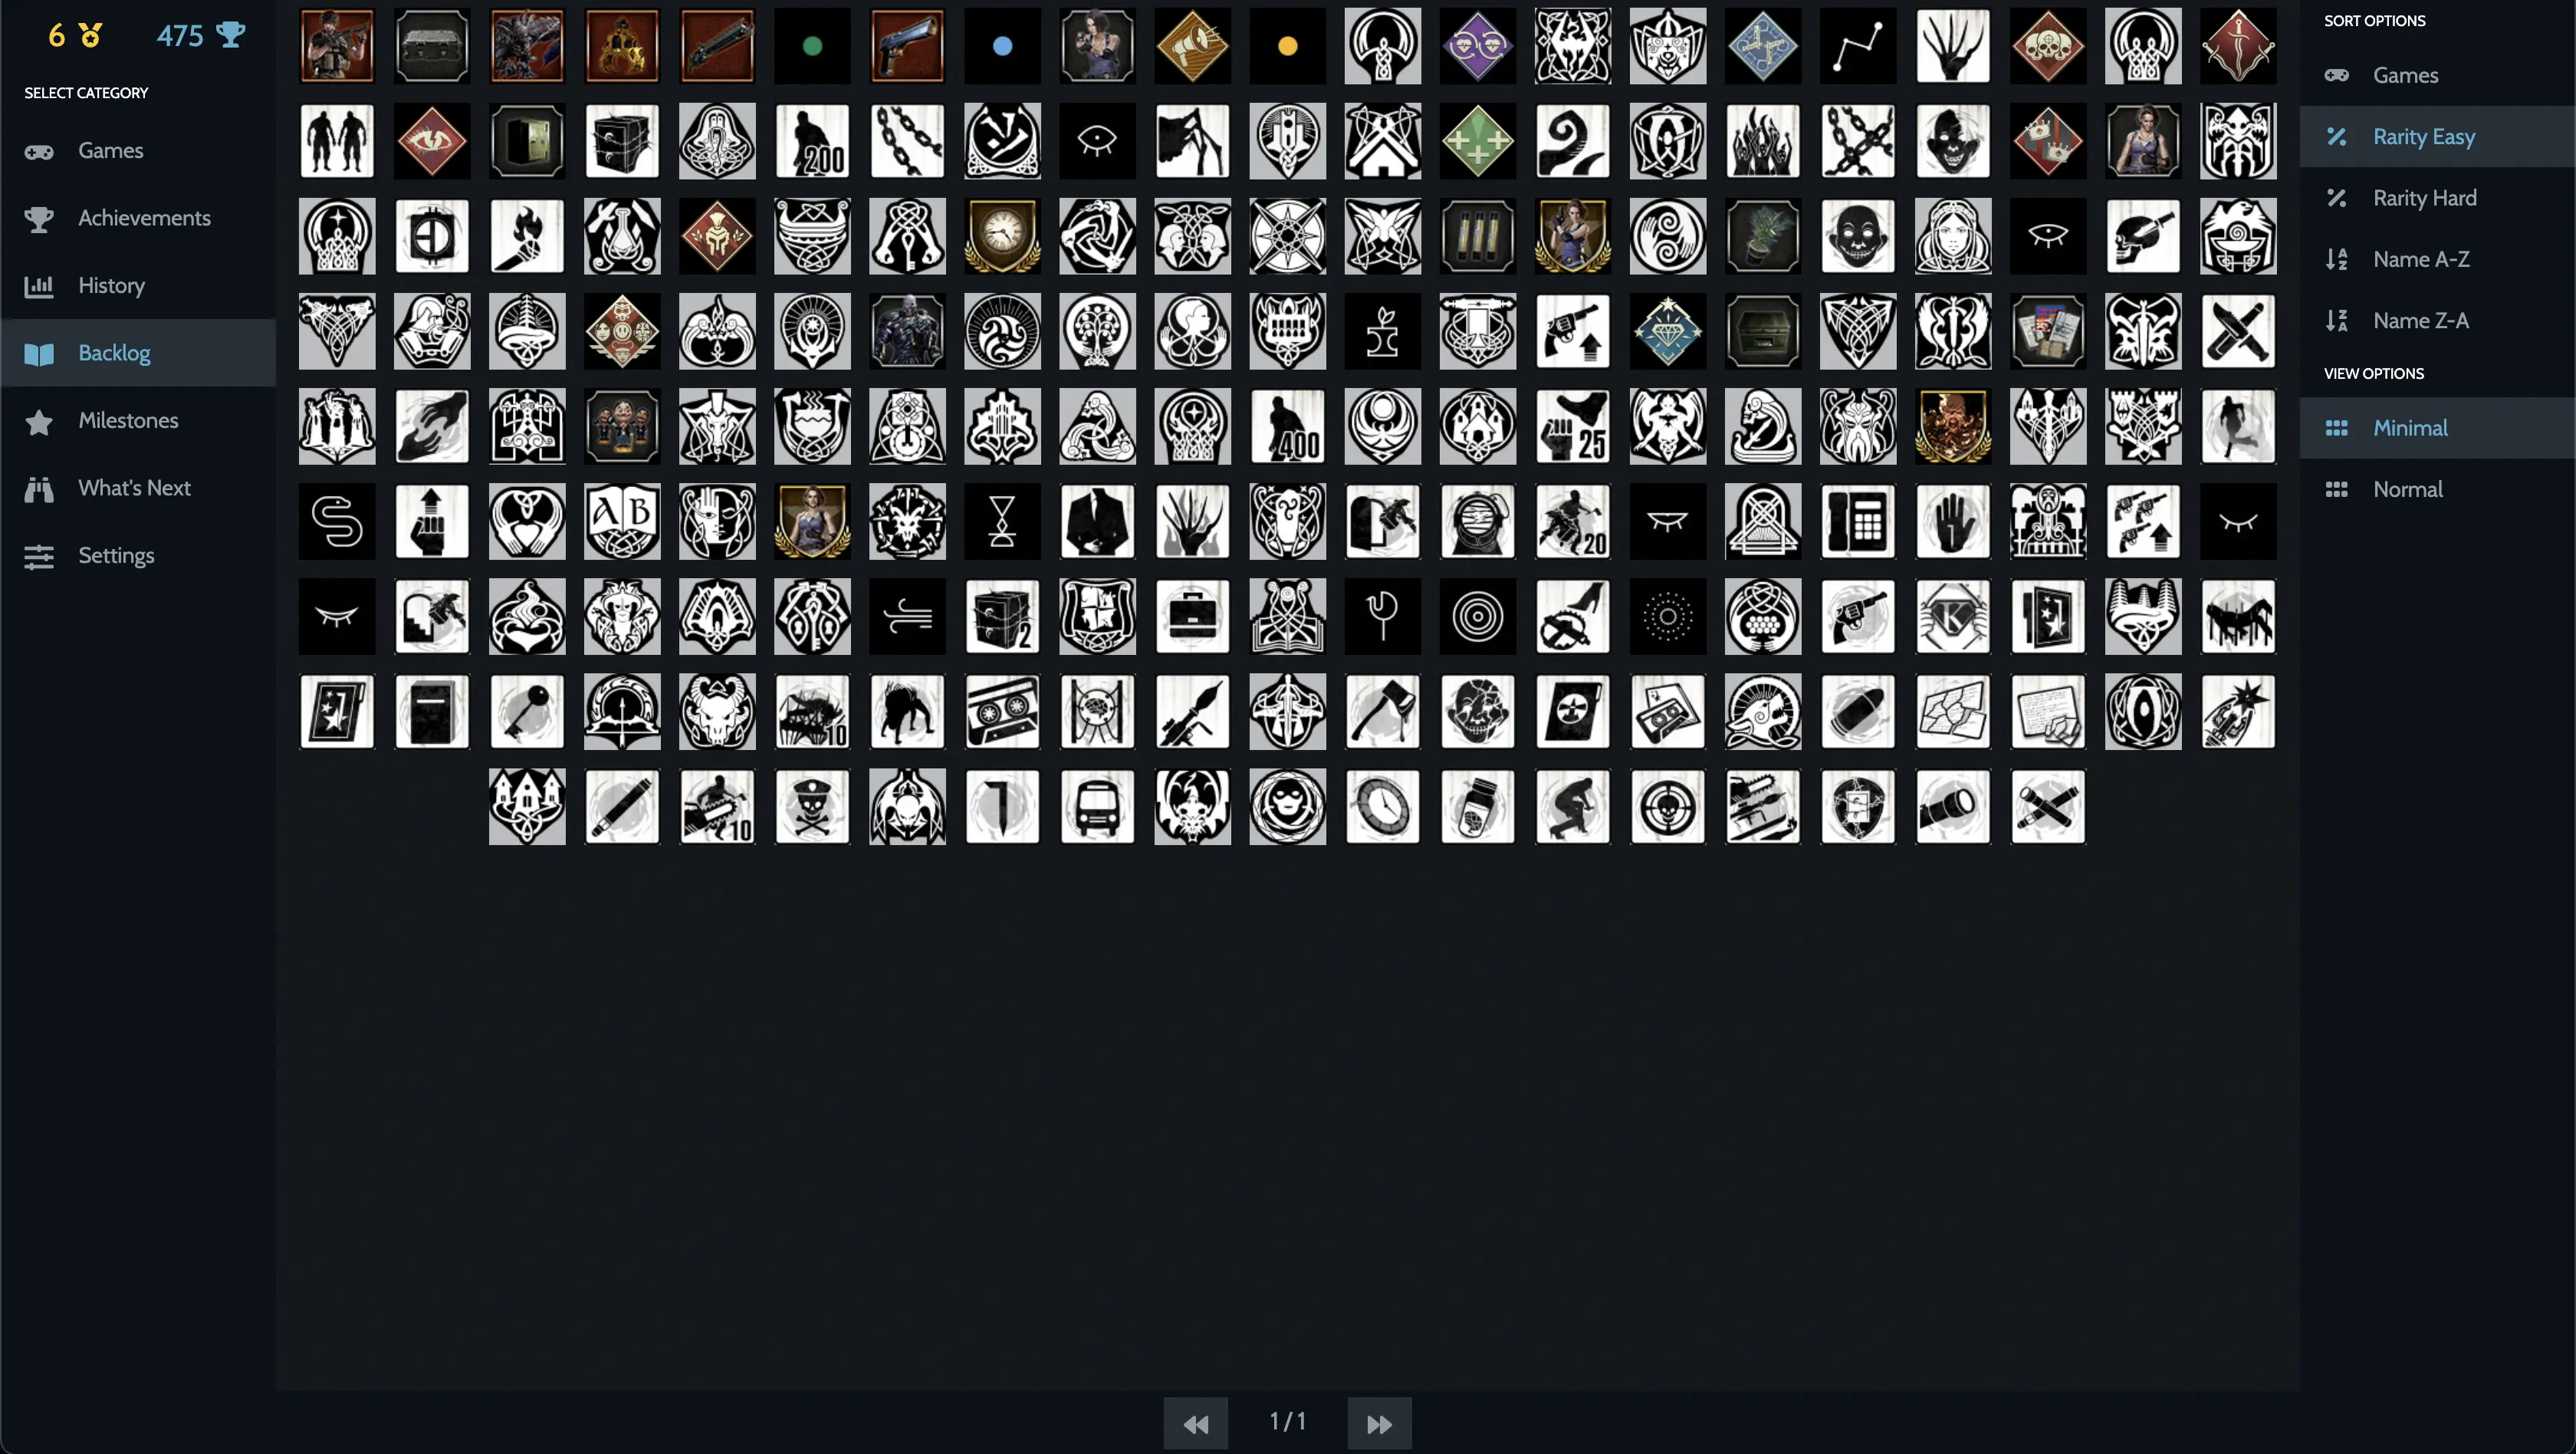 6
475
SELECT CATEGORY
Games
Achievements
History
Backlog
Milestones
What's Next
Settings
200
400
25
20
A B
2
10
10
1/1
SORT OPTIONS
Games
Rarity Easy
Rarity Hard
Name A-Z
Name Z-A
VIEW OPTIONS
Minimal
Normal